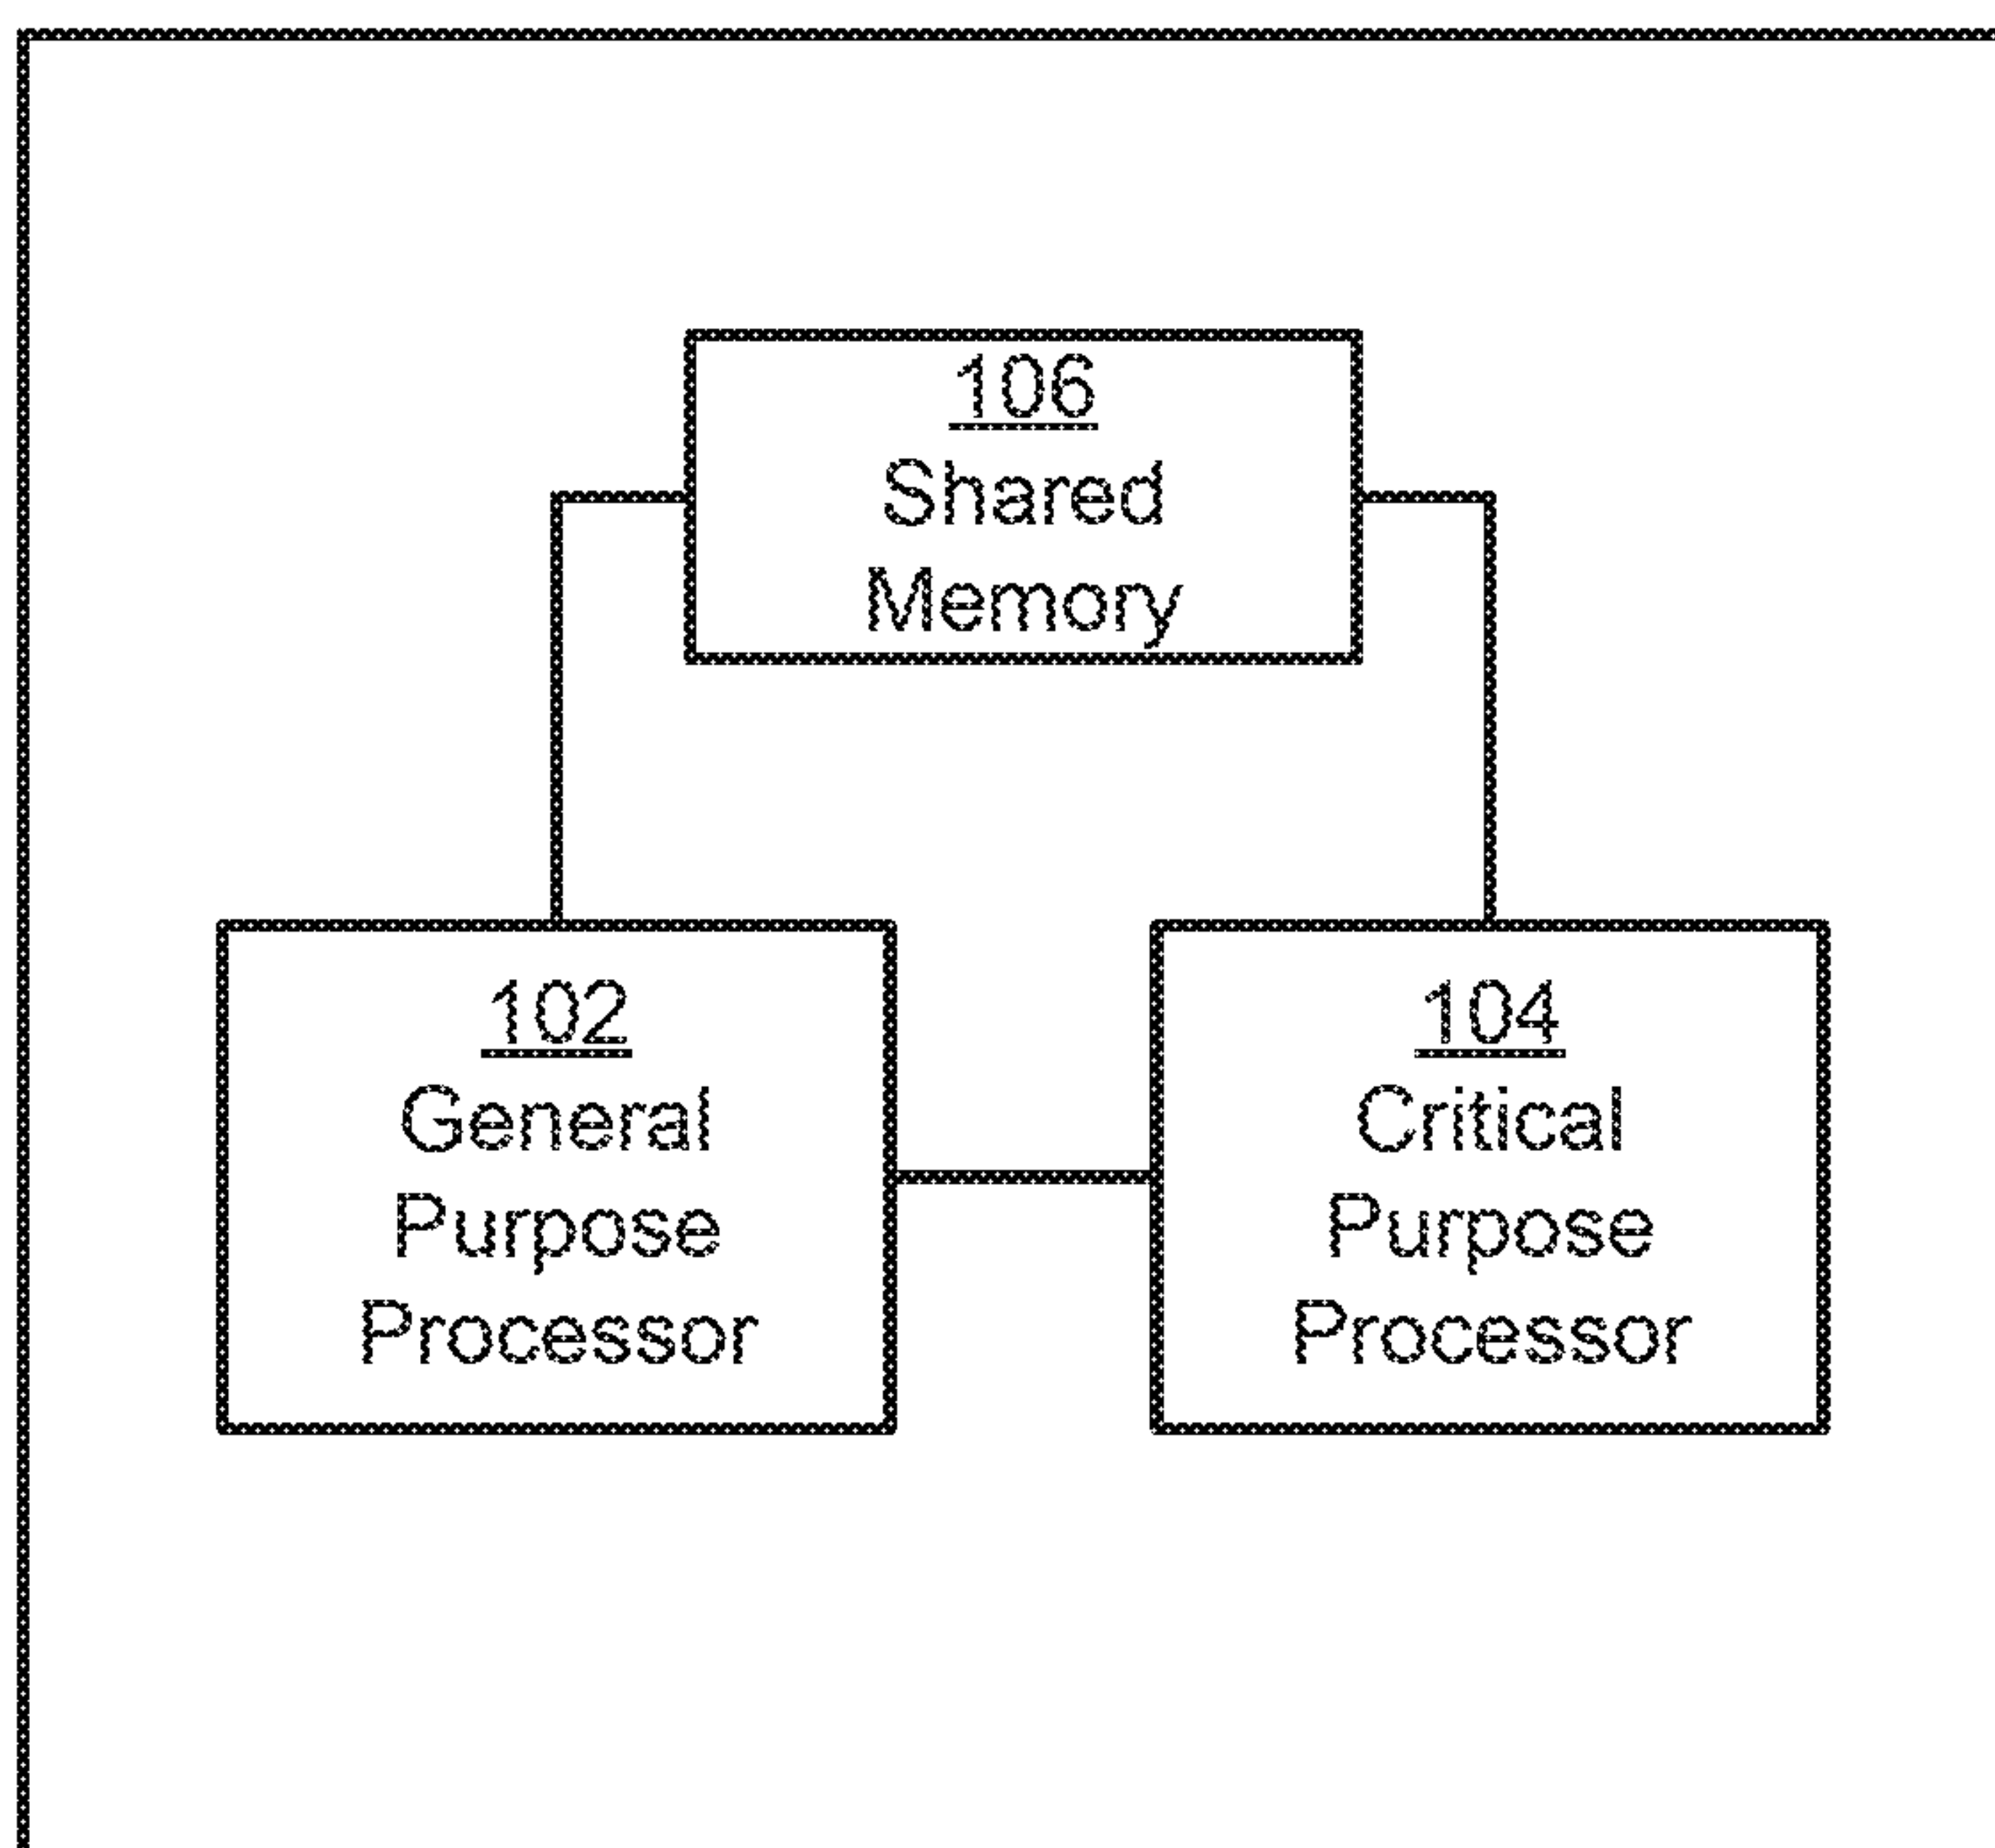 106
Shared
Memory
102
General
Purpose
Processor
104
Critical
Purpose
Processor